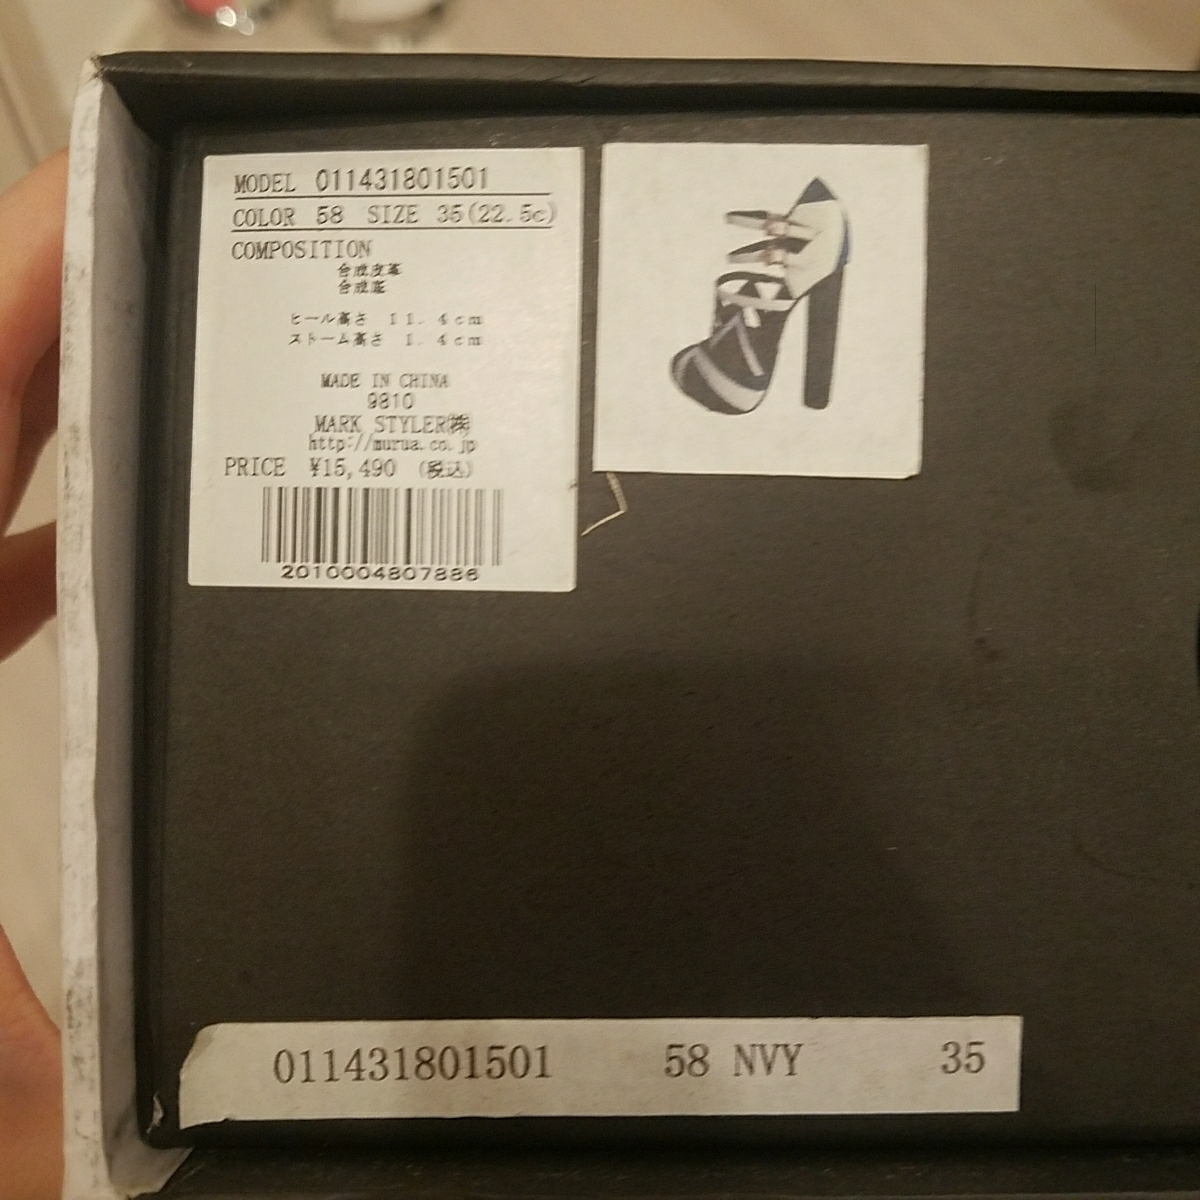 MODEL 011431801501
COLOR 58 SIZE 35(22.5c)
COMPOSITION
合成皮革
合成底
ヒール高さ 11.4cm
ストーム高さ 1.4cm
MADE IN CHINA
9810
MARK STYLER㈱
http://murua.co.jp
PRICE ¥15,490 (税込)
2010004807886
011431801501 58 NVY 35